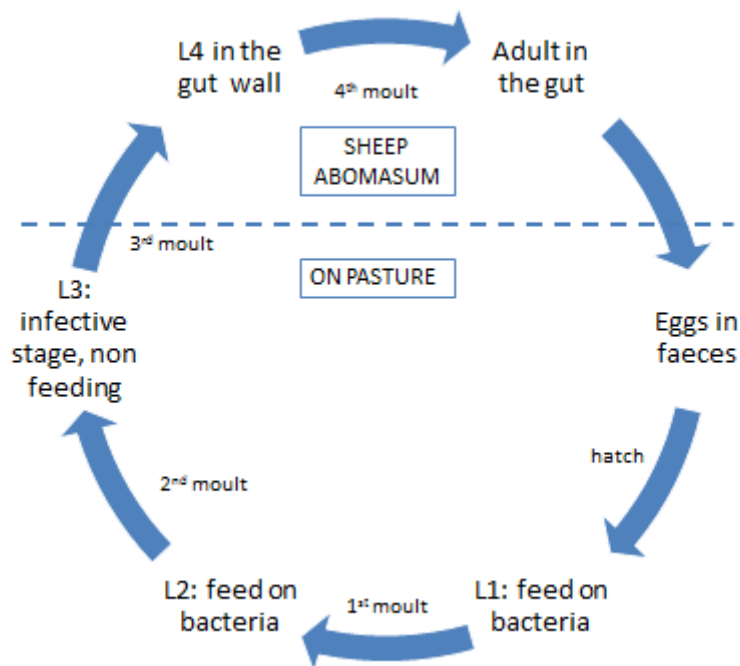 L4 in the
gut wall
4th moult
Adult in
the gut
SHEEP
ABOMASUM
3rd moult
ON PASTURE
L3:
infective
stage, non
feeding
Eggs in
faeces
hatch
2nd moult
L2: feed on
bacteria
1st moult
L1: feed on
bacteria